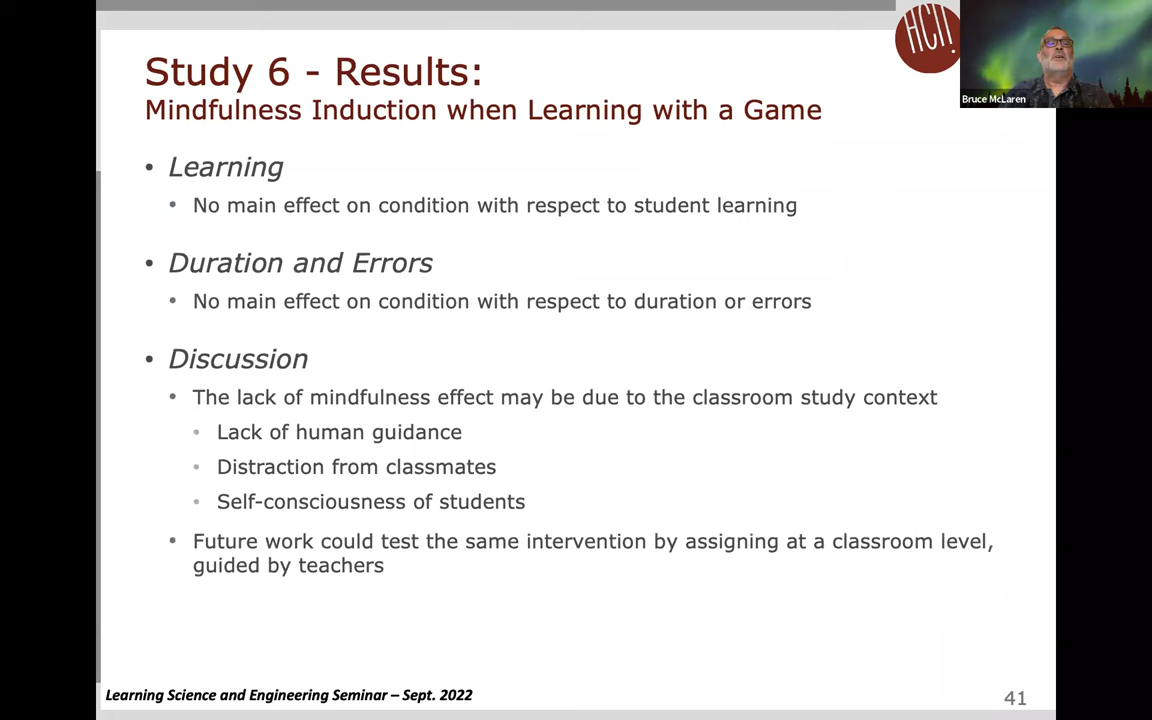 HCII
Bruce McLaren
Study 6 - Results:
Mindfulness Induction when Learning with a Game
• Learning
• No main effect on condition with respect to student learning
• Duration and Errors
• No main effect on condition with respect to duration or errors
• Discussion
• The lack of mindfulness effect may be due to the classroom study context
• Lack of human guidance
• Distraction from classmates
• Self-consciousness of students
• Future work could test the same intervention by assigning at a classroom level,
guided by teachers
Learning Science and Engineering Seminar – Sept. 2022
41